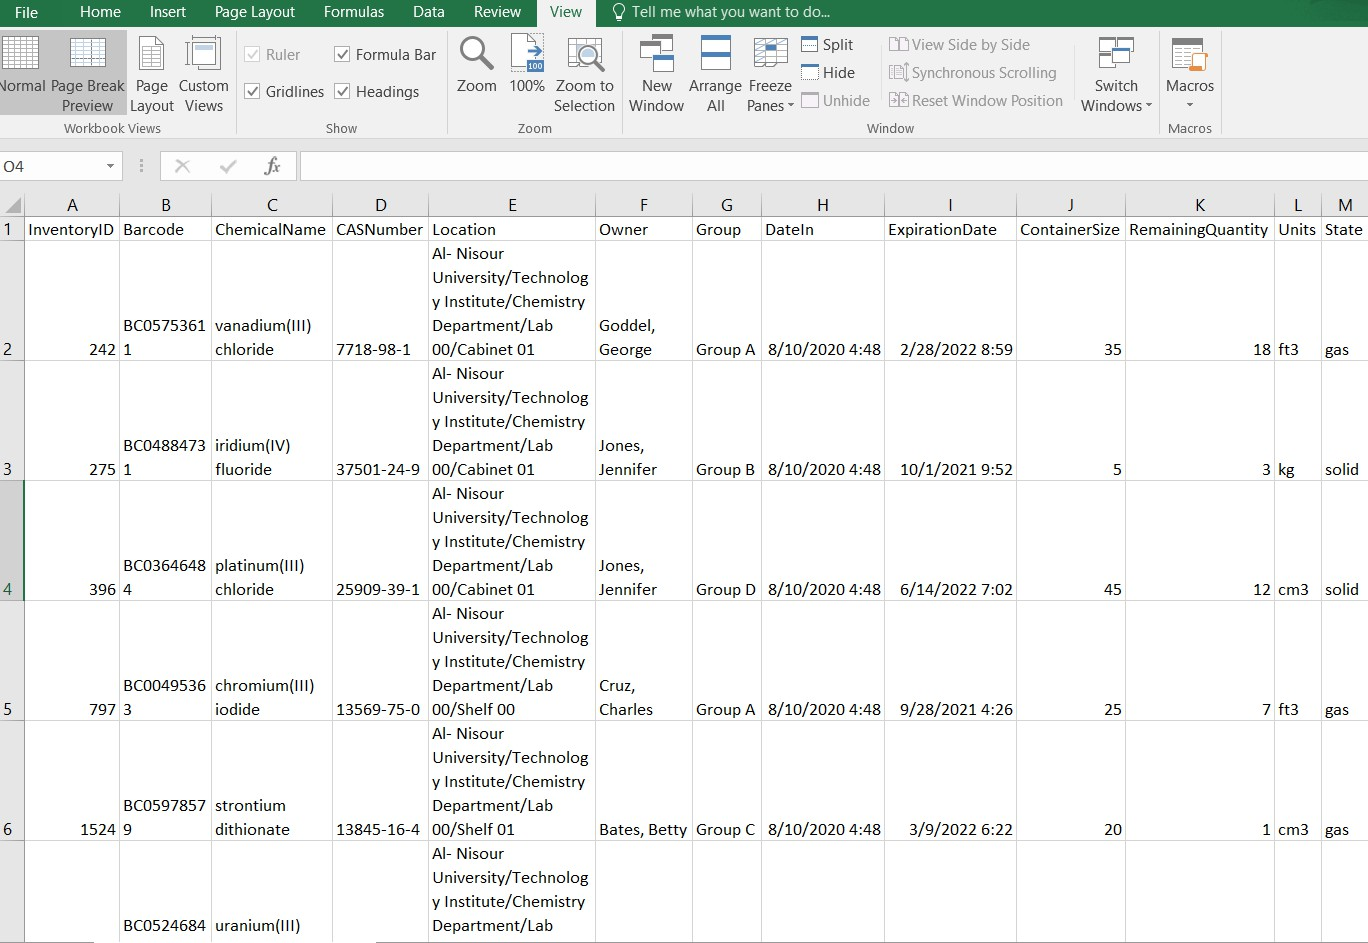 File Home Insert Page Layout Formulas Data Review View Tell me what you want to do...
Normal Page Break Preview Page Layout Custom Views
Workbook Views
Ruler Formula Bar
Gridlines Headings
Show
Zoom 100% Zoom to Selection
100
Zoom
New Window Arrange All Freeze Panes
Split
Hide
Unhide
View Side by Side
Synchronous Scrolling
Reset Window Position
Switch Windows
Window
Macros
Macros
O4 fx
A B C D E F G H I J K L M
1 InventoryID Barcode ChemicalName CASNumber Location Owner Group DateIn ExpirationDate ContainerSize RemainingQuantity Units State
Al- Nisour
University/Technolog
y Institute/Chemistry
BC0575361 vanadium(III) Department/Lab Goddel,
2 242 1 chloride 7718-98-1 00/Cabinet 01 George Group A 8/10/2020 4:48 2/28/2022 8:59 35 18 ft3 gas
Al- Nisour
University/Technolog
y Institute/Chemistry
BC0488473 iridium(IV) Department/Lab Jones,
3 275 1 fluoride 37501-24-9 00/Cabinet 01 Jennifer Group B 8/10/2020 4:48 10/1/2021 9:52 5 3 kg solid
Al- Nisour
University/Technolog
y Institute/Chemistry
BC0364648 platinum(III) Department/Lab Jones,
4 396 4 chloride 25909-39-1 00/Cabinet 01 Jennifer Group D 8/10/2020 4:48 6/14/2022 7:02 45 12 cm3 solid
Al- Nisour
University/Technolog
y Institute/Chemistry
BC0049536 chromium(III) Department/Lab Cruz,
5 797 3 iodide 13569-75-0 00/Shelf 00 Charles Group A 8/10/2020 4:48 9/28/2021 4:26 25 7 ft3 gas
Al- Nisour
University/Technolog
y Institute/Chemistry
BC0597857 strontium Department/Lab
6 1524 9 dithionate 13845-16-4 00/Shelf 01 Bates, Betty Group C 8/10/2020 4:48 3/9/2022 6:22 20 1 cm3 gas
Al- Nisour
University/Technolog
y Institute/Chemistry
BC0524684 uranium(III) Department/Lab